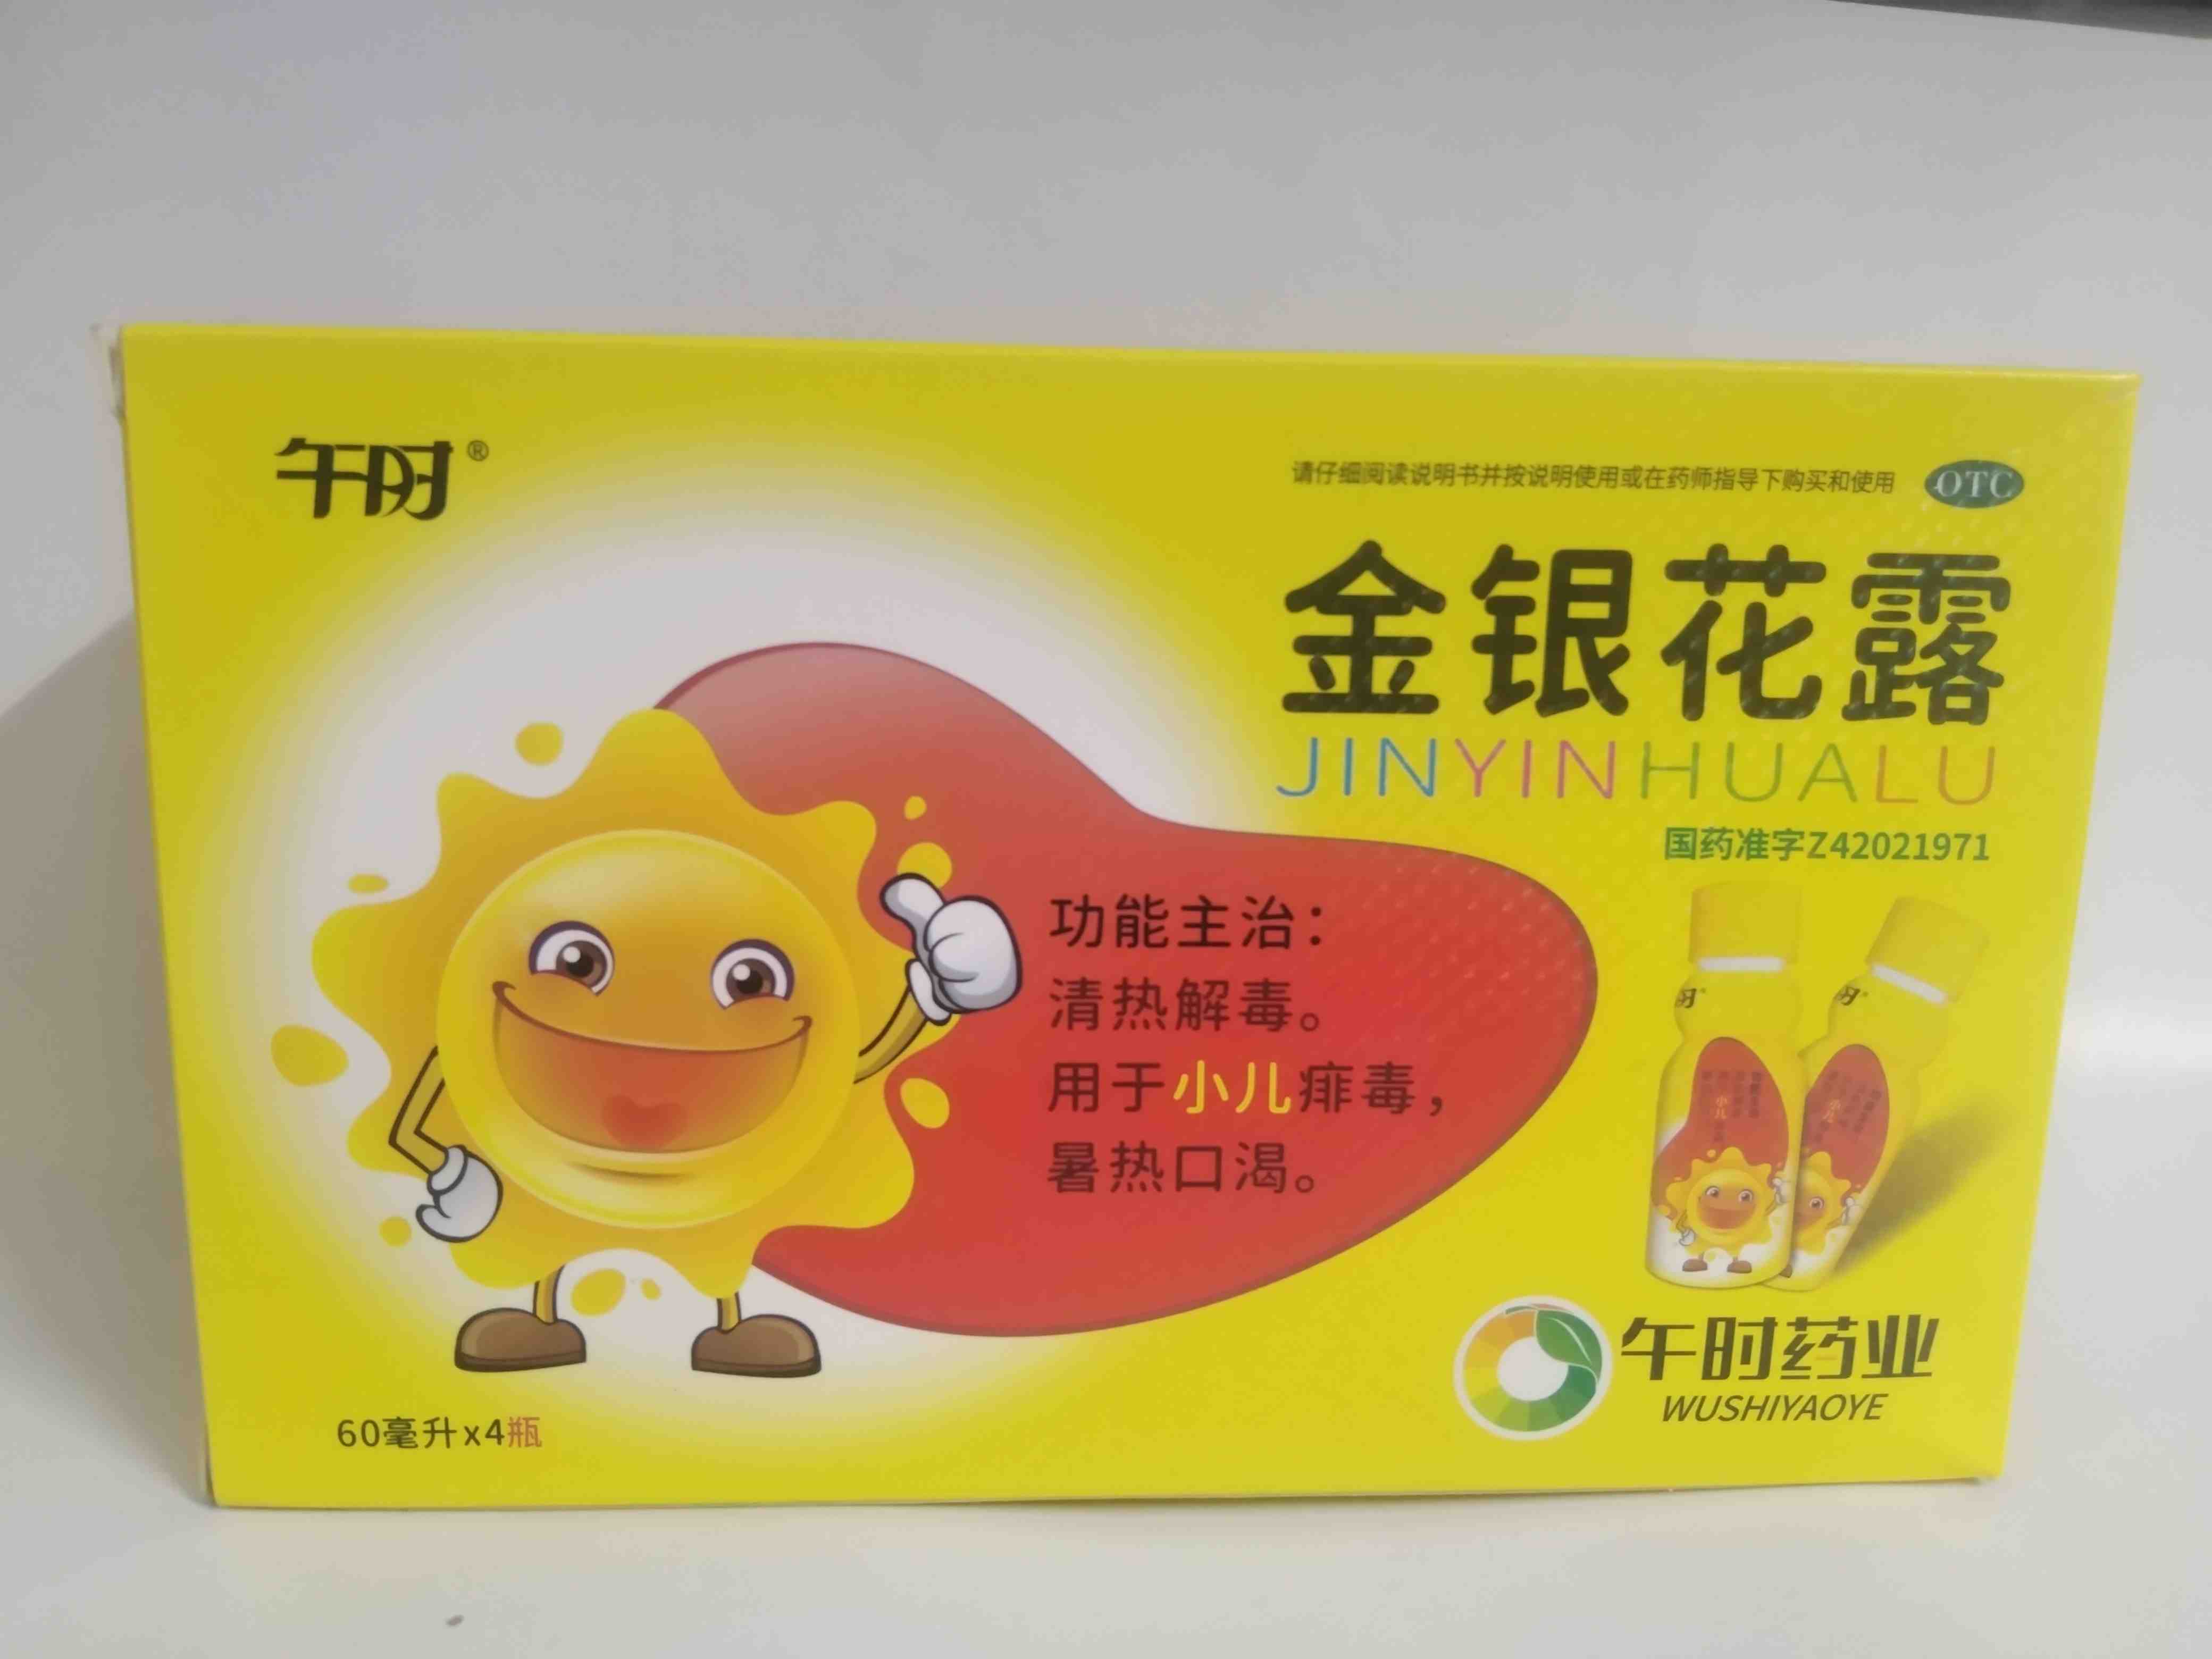 午时®
请仔细阅读说明书并按说明使用或在药师指导下购买和使用 OTC
金银花露
JINYINHUALU
国药准字Z42021971
功能主治：
清热解毒。
用于小儿痱毒，
暑热口渴。
午时药业
WUSHIYAOYE
60毫升x4瓶